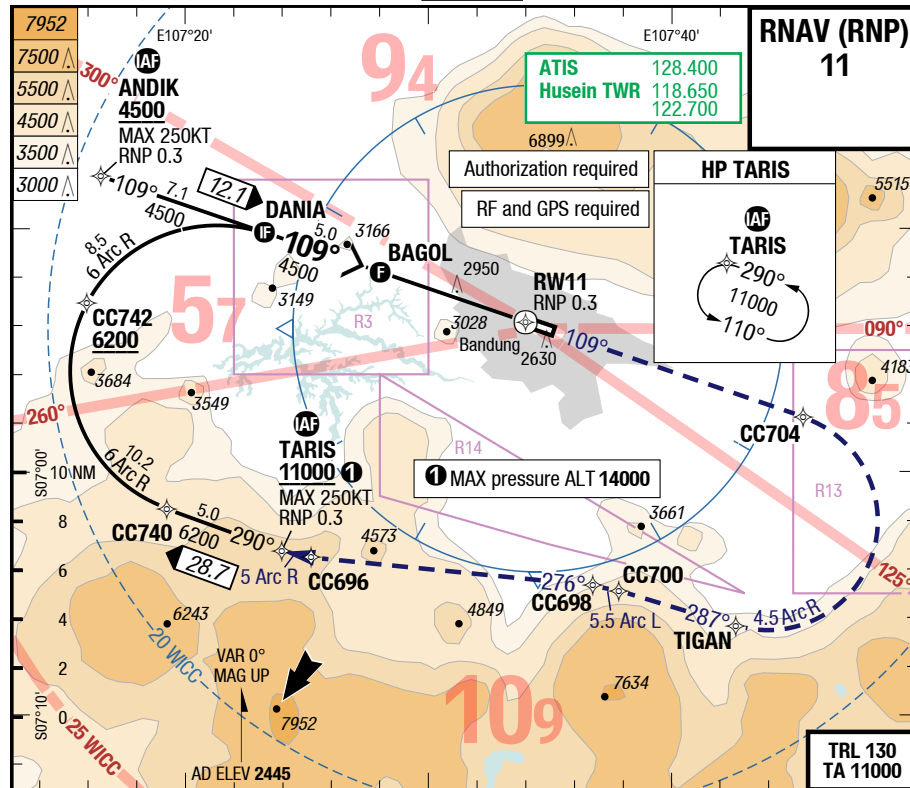 7952
7500
5500
4500
3500
3000
E107°20'
E107°40'
RNAV (RNP)
11
ATIS 128.400
Husein TWR 118.650
122.700
IAF
ANDIK
4500
MAX 250KT
RNP 0.3
300°
94
6899
Authorization required
RF and GPS required
HP TARIS
IAF
TARIS
290°
11000
110°
5515
109°
7.1
4500
12.1
DANIA
IF
109°
5.0
4500
3166
BAGOL
F
2950
RW11
RNP 0.3
8.5
6 Arc R
57
3149
R3
3028
Bandung
2630
109°
090°
4183
CC742
6200
3684
3549
260°
85
CC704
IAF
TARIS
11000 1
MAX 250KT
RNP 0.3
R14
1 MAX pressure ALT 14000
R13
S07°00'
10 NM
8
6
4
2
0
10.2
6 Arc R
5.0
CC740 6200
290°
28.7
5 Arc R
CC696
4573
3661
276°
CC698
CC700
5.5 Arc L
287°
TIGAN
4.5 Arc R
125°
6243
4849
20 WICC
VAR 0°
MAG UP
7952
109
7634
S07°10'
25 WICC
AD ELEV 2445
TRL 130
TA 11000